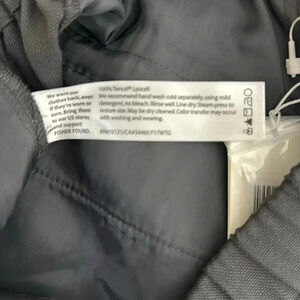 We want our
clothes back, even
if they're worn or
torn. Bring them
to our US stores
and support
FISHER FOUND.
100% Tencel® Lyocell
We recommend hand wash cold separately using mild
detergent, no bleach. Rinse well. Line dry. Steam press to
restore size. May be dry cleaned. Color transfer may occur
with washing and wearing.